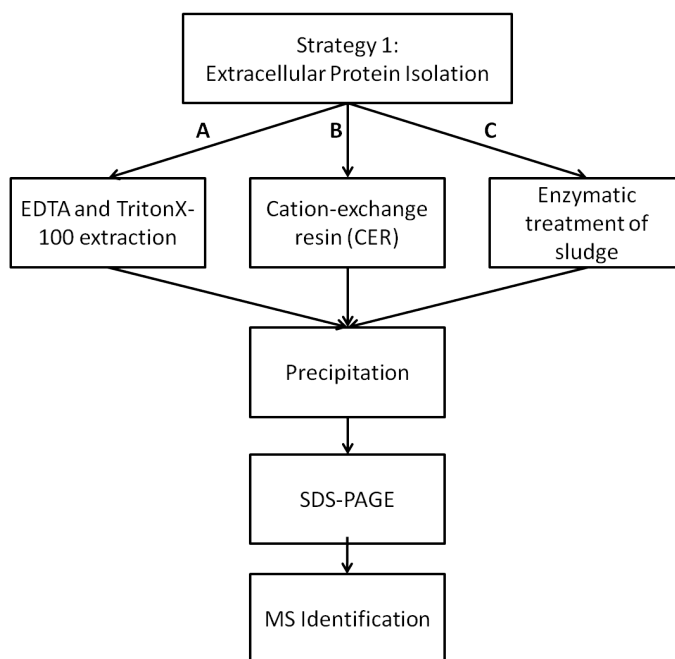 Strategy 1:
Extracellular Protein Isolation
A
B
C
EDTA and TritonX-
100 extraction
Cation-exchange
resin (CER)
Enzymatic
treatment of
sludge
Precipitation
SDS-PAGE
MS Identification